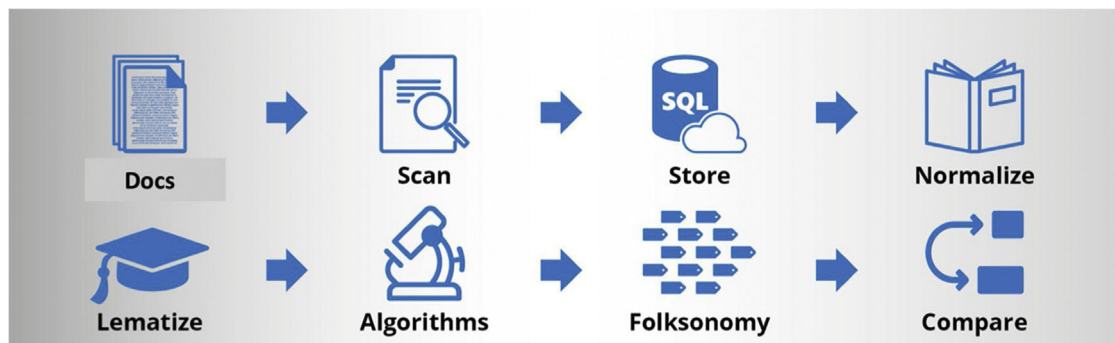 Docs
Scan
SQL
Store
Normalize
Lematize
Algorithms
Folksonomy
Compare